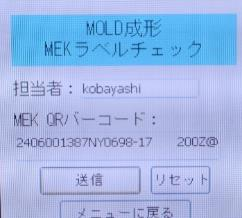 MOLD成形
MEKラベルチェック
担当者： kobayashi
MEK QRバーコード：
2406001387NY0698-17 200Z@
送信 リセット
メニューに戻る